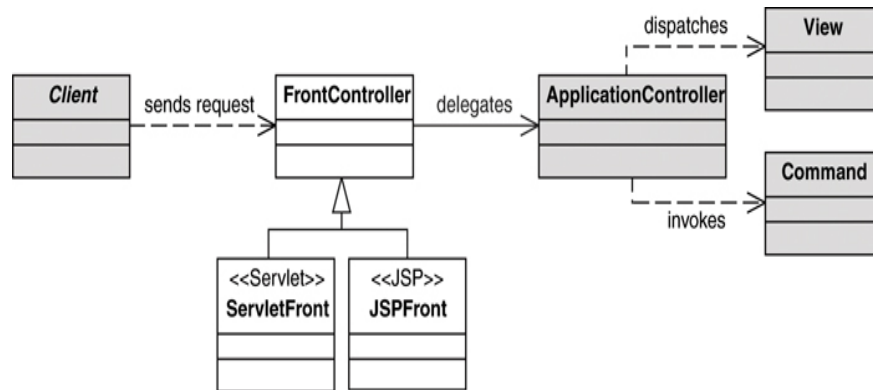 dispatches
View
Client
sends request
FrontController
delegates
ApplicationController
Command
invokes
<<Servlet>>
ServletFront
<<JSP>>
JSPFront